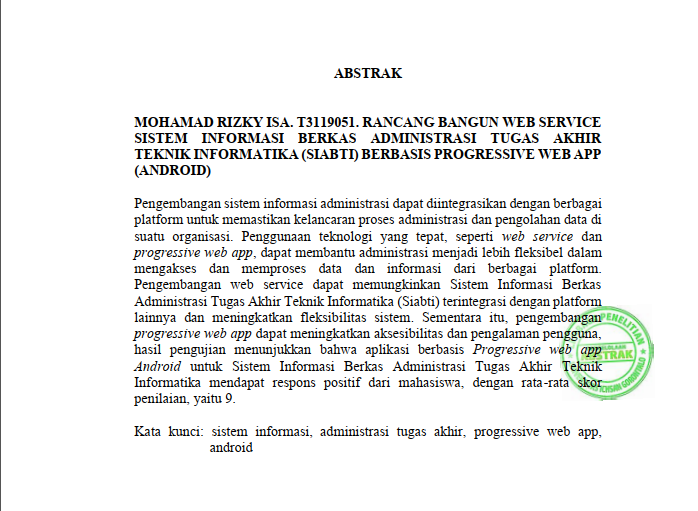 ABSTRAK
MOHAMAD RIZKY ISA. T3119051. RANCANG BANGUN WEB SERVICE
SISTEM INFORMASI BERKAS ADMINISTRASI TUGAS AKHIR
TEKNIK INFORMATIKA (SIABTI) BERBASIS PROGRESSIVE WEB APP
(ANDROID)
Pengembangan sistem informasi administrasi dapat diintegrasikan dengan berbagai
platform untuk memastikan kelancaran proses administrasi dan pengolahan data di
suatu organisasi. Penggunaan teknologi yang tepat, seperti web service dan
progressive web app, dapat membantu administrasi menjadi lebih fleksibel dalam
mengakses dan memproses data dan informasi dari berbagai platform.
Pengembangan web service dapat memungkinkan Sistem Informasi Berkas
Administrasi Tugas Akhir Teknik Informatika (Siabti) terintegrasi dengan platform
lainnya dan meningkatkan fleksibilitas sistem. Sementara itu, pengembangan
progressive web app dapat meningkatkan aksesibilitas dan pengalaman pengguna,
hasil pengujian menunjukkan bahwa aplikasi berbasis Progressive web app
Android untuk Sistem Informasi Berkas Administrasi Tugas Akhir Teknik
Informatika mendapat respons positif dari mahasiswa, dengan rata-rata skor
penilaian, yaitu 9.
Kata kunci: sistem informasi, administrasi tugas akhir, progressive web app,
android
PENELITIAN